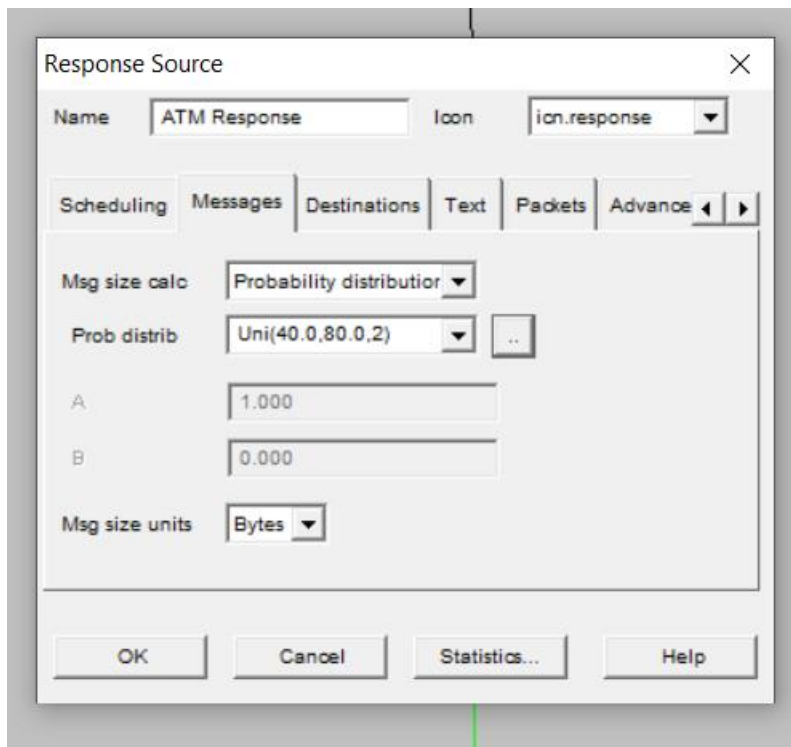 Response Source
Name ATM Response Icon icn.response
Scheduling Messages Destinations Text Packets Advance
Msg size calc Probability distribution
Prob distrib Uni(40.0,80.0,2) ..
A 1.000
B 0.000
Msg size units Bytes
OK Cancel Statistics... Help